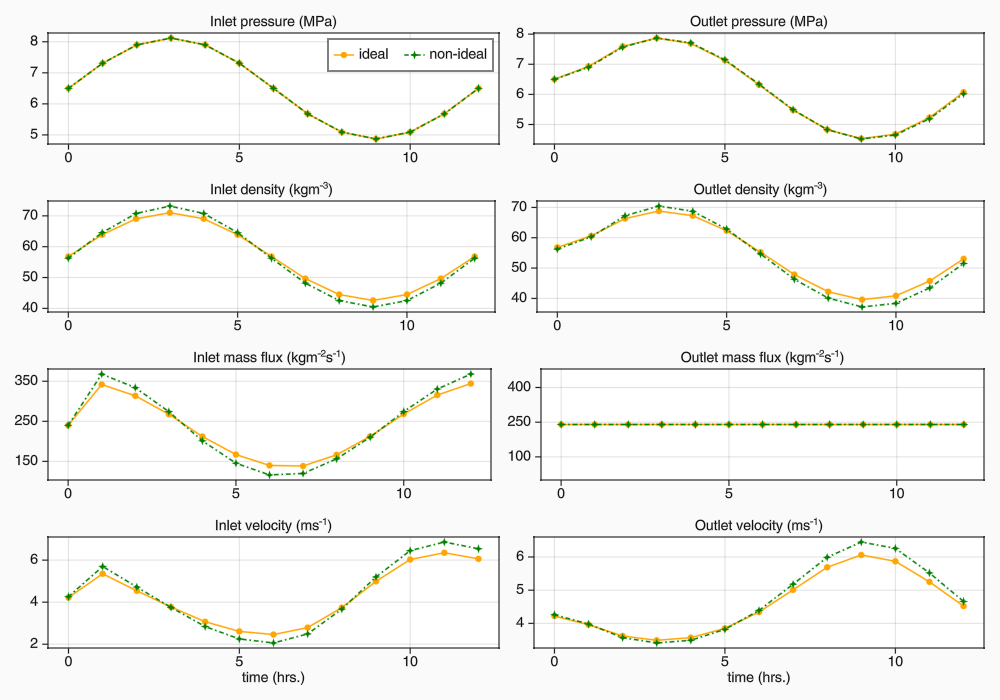 Inlet pressure (MPa)
8
7
6
5
0 5 10
ideal non-ideal
Outlet pressure (MPa)
8
7
6
5
0 5 10
Inlet density (kgm⁻³)
70
60
50
40
0 5 10
Outlet density (kgm⁻³)
70
60
50
40
0 5 10
Inlet mass flux (kgm⁻²s⁻¹)
350
250
150
0 5 10
Outlet mass flux (kgm⁻²s⁻¹)
400
250
100
0 5 10
Inlet velocity (ms⁻¹)
6
4
2
0 5 10
time (hrs.)
Outlet velocity (ms⁻¹)
6
5
4
0 5 10
time (hrs.)